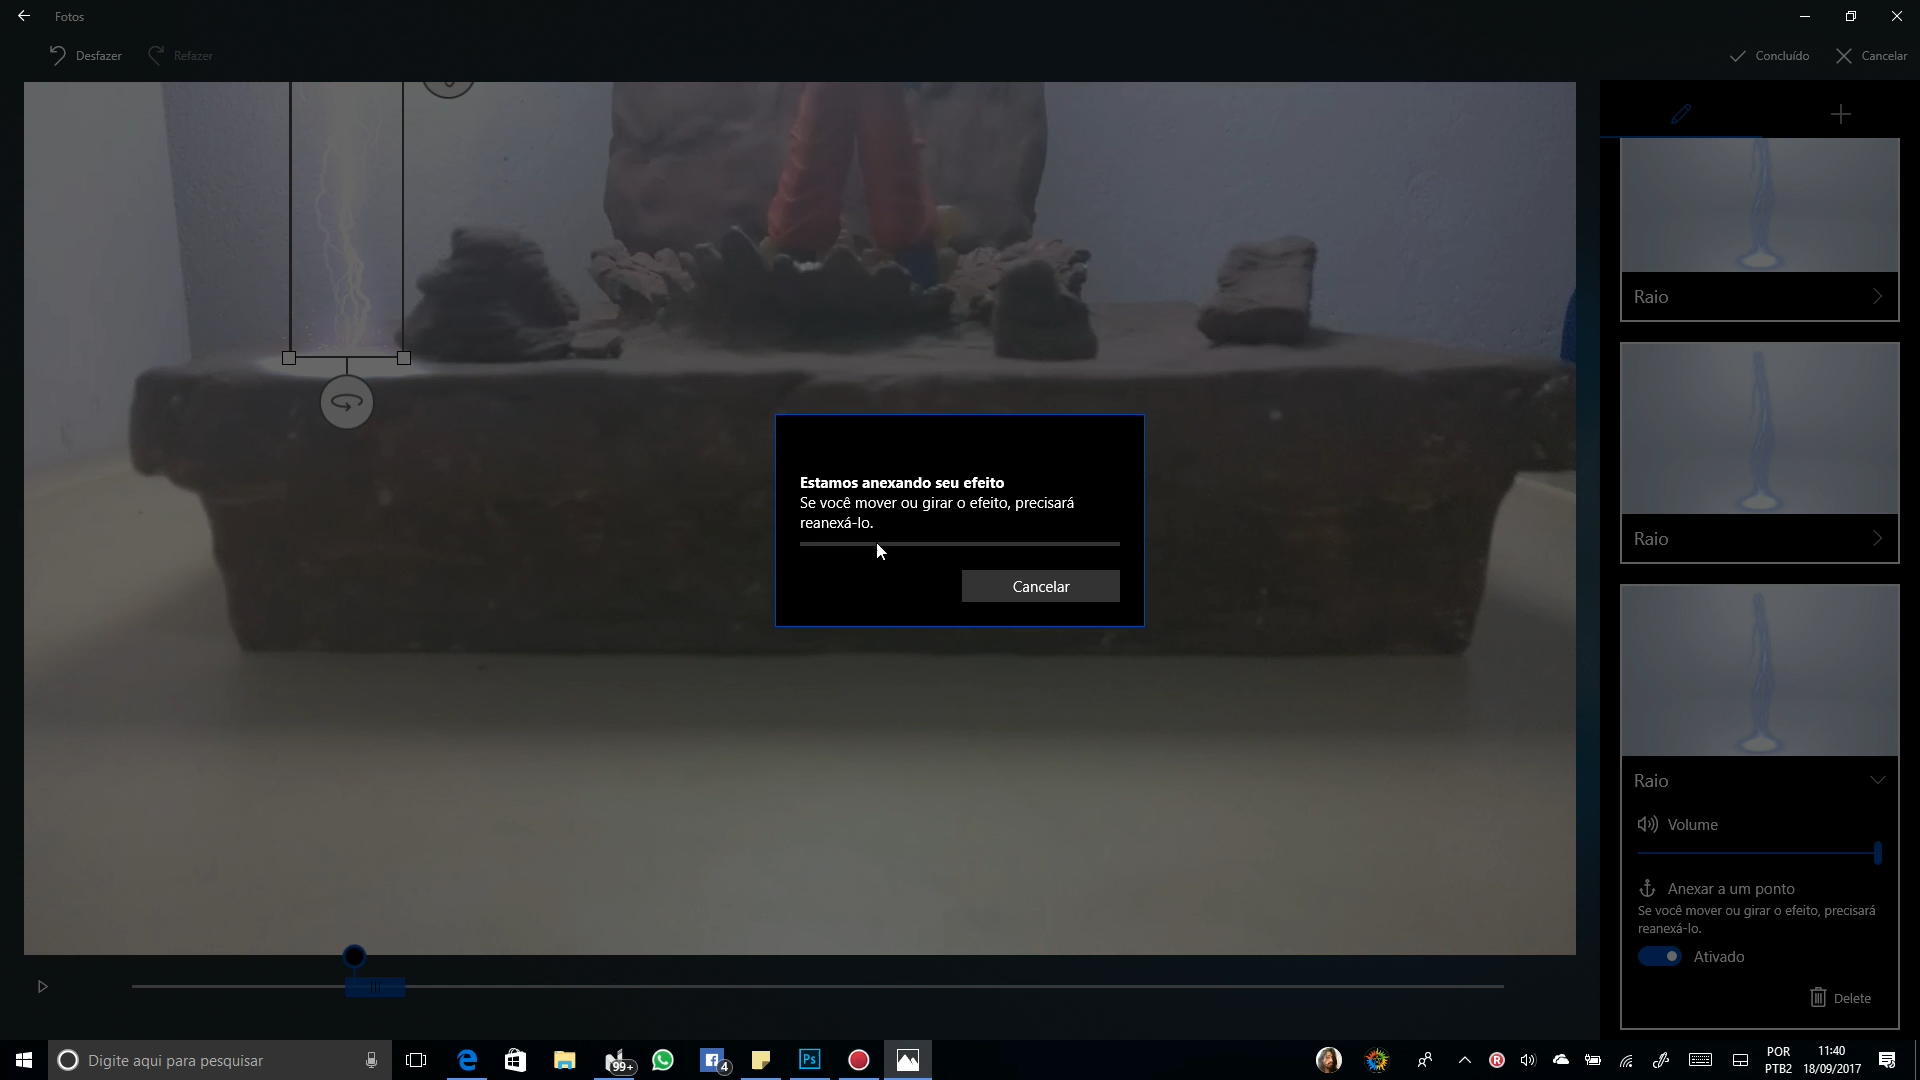 Fotos
Desfazer
Refazer
Concluído
Cancelar
Raio
Raio
Estamos anexando seu efeito
Se você mover ou girar o efeito, precisará
reanexá-lo.
Cancelar
Raio
Volume
Anexar a um ponto
Se você mover ou girar o efeito, precisará
reanexá-lo.
Ativado
Delete
Digite aqui para pesquisar
99+
4
Ps
R
POR
PTB2
11:40
18/09/2017